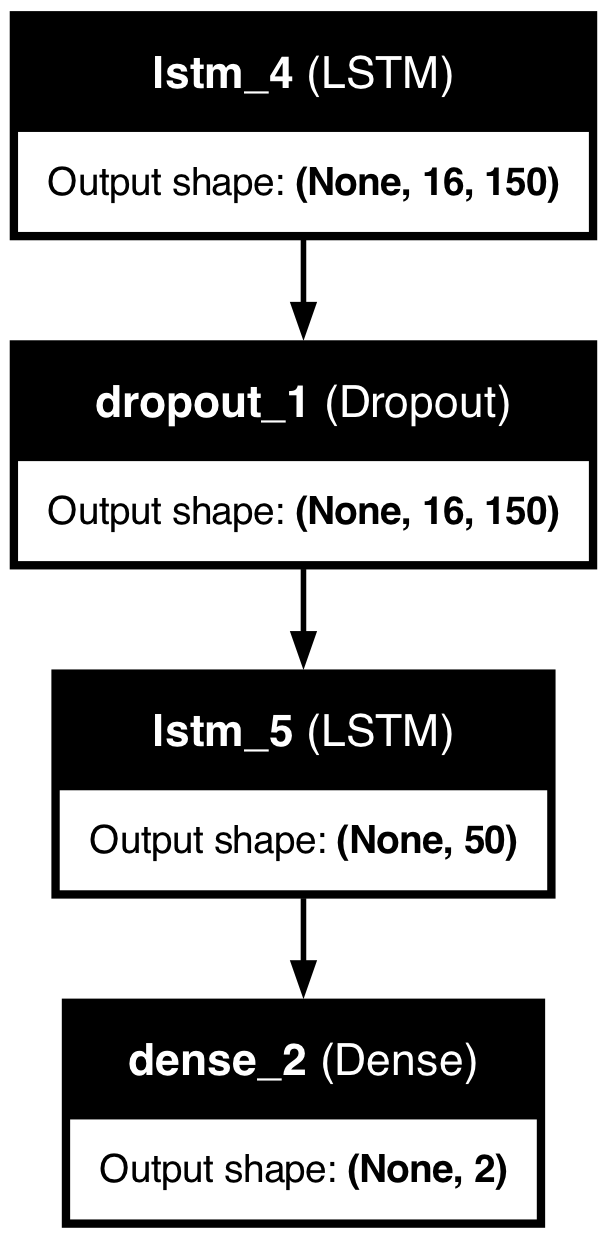 lstm_4 (LSTM)
Output shape: (None, 16, 150)
dropout_1 (Dropout)
Output shape: (None, 16, 150)
lstm_5 (LSTM)
Output shape: (None, 50)
dense_2 (Dense)
Output shape: (None, 2)